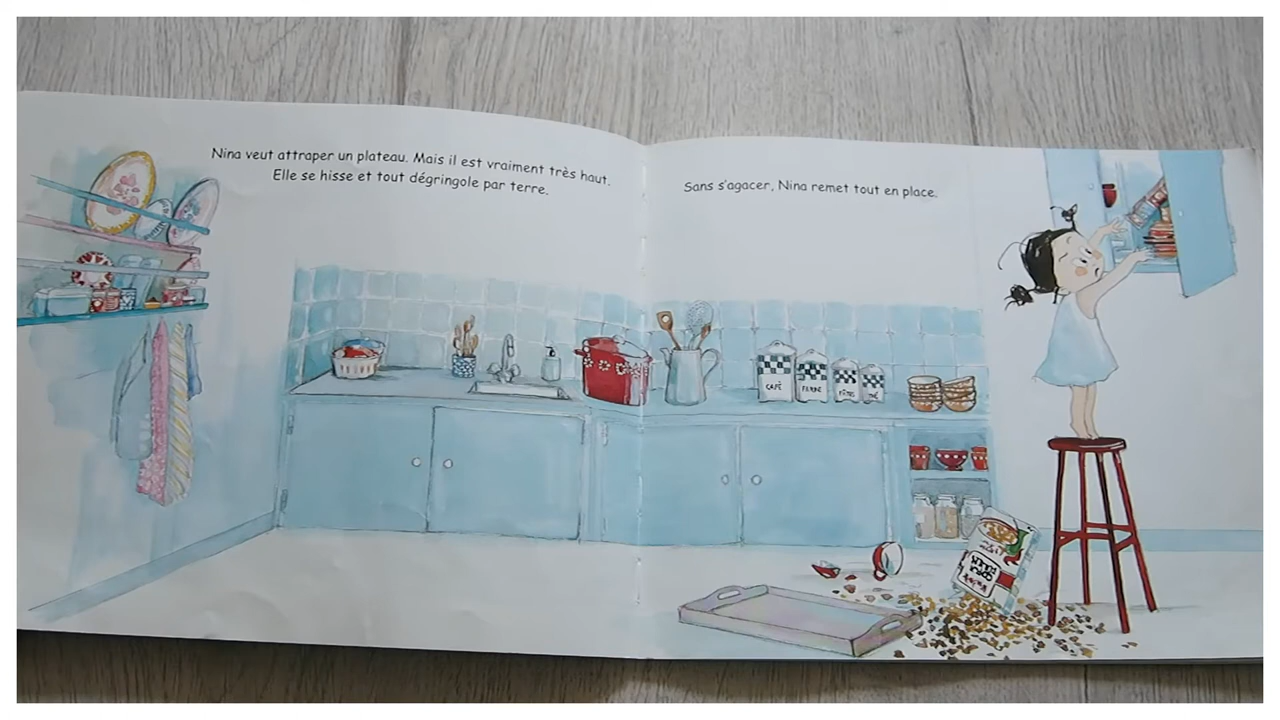 Nina veut attraper un plateau. Mais il est vraiment très haut.
Elle se hisse et tout dégringole par terre.
Sans s'agacer, Nina remet tout en place.
CAFÉ
PÂTES
THÉ